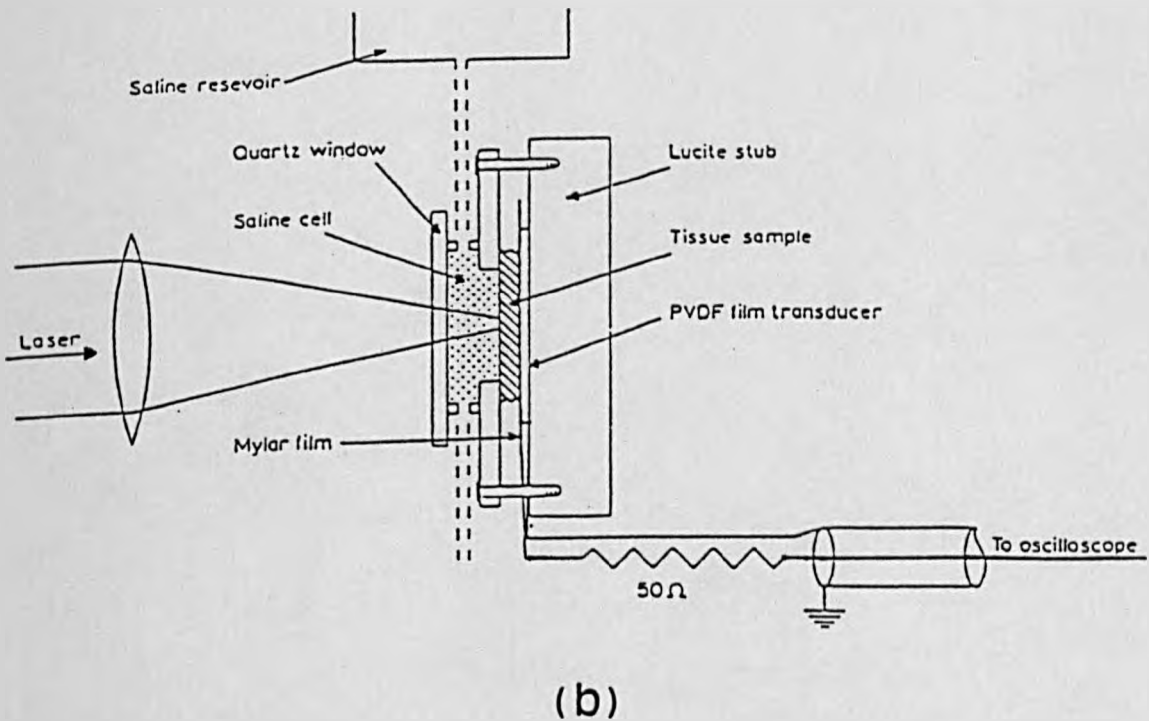 Saline resevoir
Quartz window
Lucite stub
Saline cell
Tissue sample
PVDF film transducer
Laser
Mylar film
To oscilloscope
50Ω
(b)